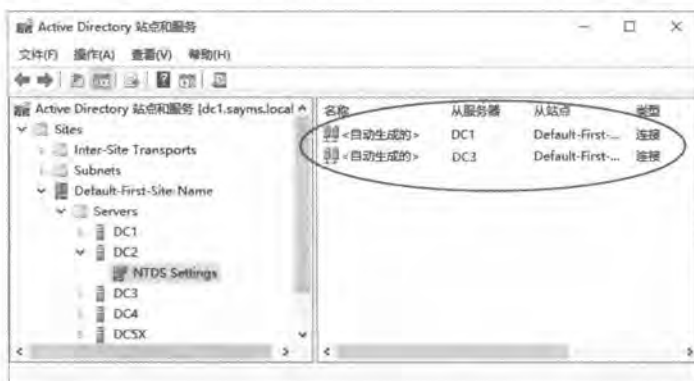 Active Directory 站点和服务
文件(F) 操作(A) 查看(V) 帮助(H)
Active Directory 站点和服务 [dc1.sayms.local
Sites
Inter-Site Transports
Subnets
Default-First-Site-Name
Servers
DC1
DC2
NTDS Settings
DC3
DC4
DC5X
名称 从服务器 从站点 类型
<自动生成的> DC1 Default-First-... 连接
<自动生成的> DC3 Default-First-... 连接